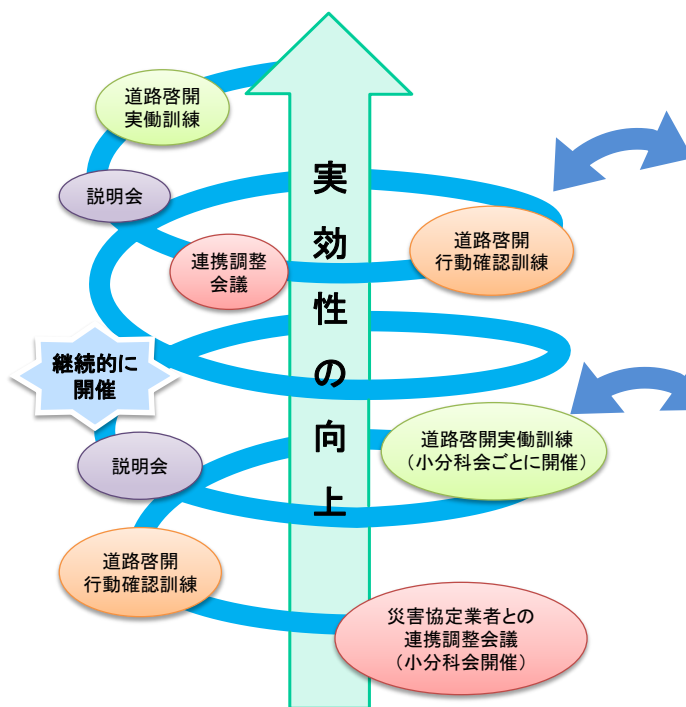 道路啓開
実働訓練
説明会
連携調整
会議
道路啓開
行動確認訓練
実効性の向上
継続的に
開催
説明会
道路啓開実働訓練
（小分科会ごとに開催）
道路啓開
行動確認訓練
災害協定業者との
連携調整会議
（小分科会開催）